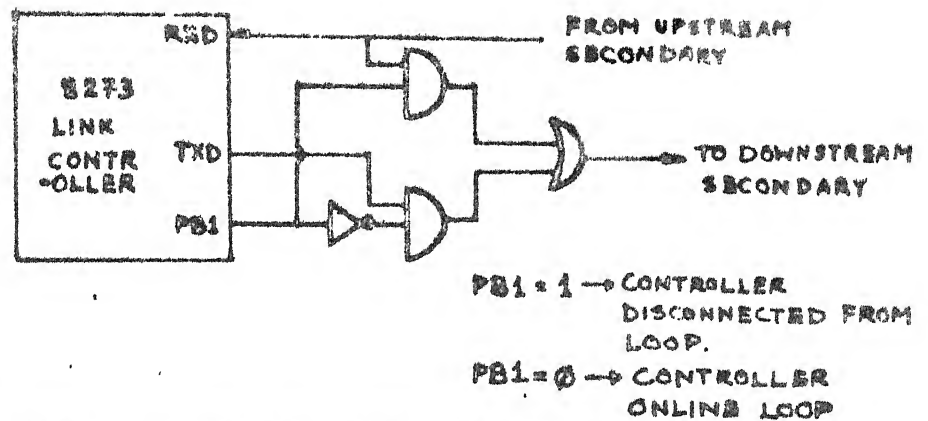 RSD
FROM UPSTREAM
SECONDARY
8273
LINK
CONTR
-OLLER
TXD
TO DOWNSTREAM
SECONDARY
PB1
PB1 = 1 → CONTROLLER
DISCONNECTED FROM
LOOP.
PB1 = Ø → CONTROLLER
ONLINE LOOP